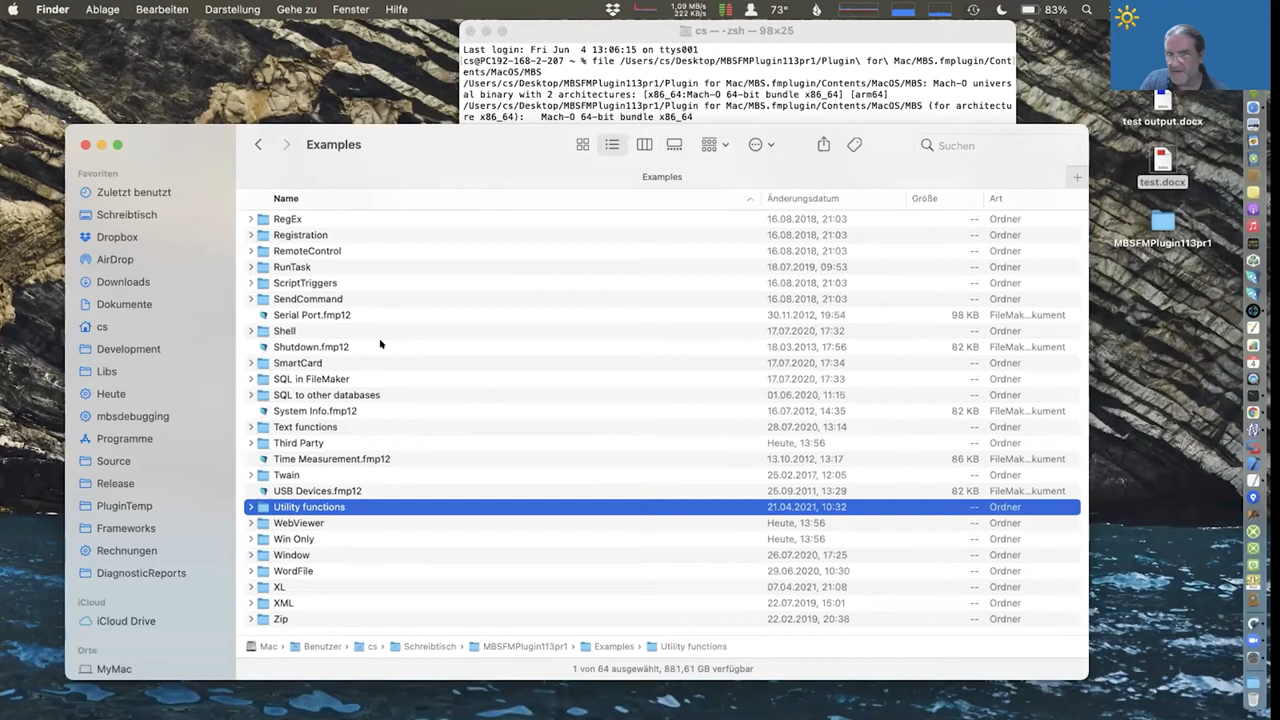 Finder Ablage Bearbeiten Darstellung Gehe zu Fenster Hilfe 1,09 MB/s 222 KB/s 73° 83%
cs — -zsh — 98×25
Last login: Fri Jun  4 13:06:15 on ttys001
cs@PC192-168-2-207 ~ % file /Users/cs/Desktop/MBSFMPlugin113pr1/Plugin\ for\ Mac/MBS.fmplugin/Cont
ents/MacOS/MBS
/Users/cs/Desktop/MBSFMPlugin113pr1/Plugin for Mac/MBS.fmplugin/Contents/MacOS/MBS: Mach-O univers
al binary with 2 architectures: [x86_64:Mach-O 64-bit bundle x86_64] [arm64]
/Users/cs/Desktop/MBSFMPlugin113pr1/Plugin for Mac/MBS.fmplugin/Contents/MacOS/MBS (for architectu
re x86_64):   Mach-O 64-bit bundle x86_64
test output.docx
test.docx
MBSFMPlugin113pr1
Examples
Suchen
Examples
Favoriten
Zuletzt benutzt
Schreibtisch
Dropbox
AirDrop
Downloads
Dokumente
cs
Development
Libs
Heute
mbsdebugging
Programme
Source
Release
PluginTemp
Frameworks
Rechnungen
DiagnosticReports
iCloud
iCloud Drive
Orte
MyMac
Name Änderungsdatum Größe Art
RegEx 16.08.2018, 21:03 -- Ordner
Registration 16.08.2018, 21:03 -- Ordner
RemoteControl 16.08.2018, 21:03 -- Ordner
RunTask 18.07.2019, 09:53 -- Ordner
ScriptTriggers 16.08.2018, 21:03 -- Ordner
SendCommand 16.08.2018, 21:03 -- Ordner
Serial Port.fmp12 30.11.2012, 19:54 98 KB FileMak...kument
Shell 17.07.2020, 17:32 -- Ordner
Shutdown.fmp12 18.03.2013, 17:56 82 KB FileMak...kument
SmartCard 17.07.2020, 17:34 -- Ordner
SQL in FileMaker 17.07.2020, 17:33 -- Ordner
SQL to other databases 01.06.2020, 11:15 -- Ordner
System Info.fmp12 16.07.2012, 14:35 82 KB FileMak...kument
Text functions 28.07.2020, 13:14 -- Ordner
Third Party Heute, 13:56 -- Ordner
Time Measurement.fmp12 13.10.2012, 13:17 86 KB FileMak...kument
Twain 25.02.2017, 12:05 -- Ordner
USB Devices.fmp12 25.09.2011, 13:29 82 KB FileMak...kument
Utility functions 21.04.2021, 10:32 -- Ordner
WebViewer Heute, 13:56 -- Ordner
Win Only Heute, 13:56 -- Ordner
Window 26.07.2020, 17:25 -- Ordner
WordFile 29.06.2020, 10:30 -- Ordner
XL 07.04.2021, 21:08 -- Ordner
XML 22.07.2019, 15:01 -- Ordner
Zip 22.02.2019, 20:38 -- Ordner
Mac › Benutzer › cs › Schreibtisch › MBSFMPlugin113pr1 › Examples › Utility functions
1 von 64 ausgewählt, 881,61 GB verfügbar